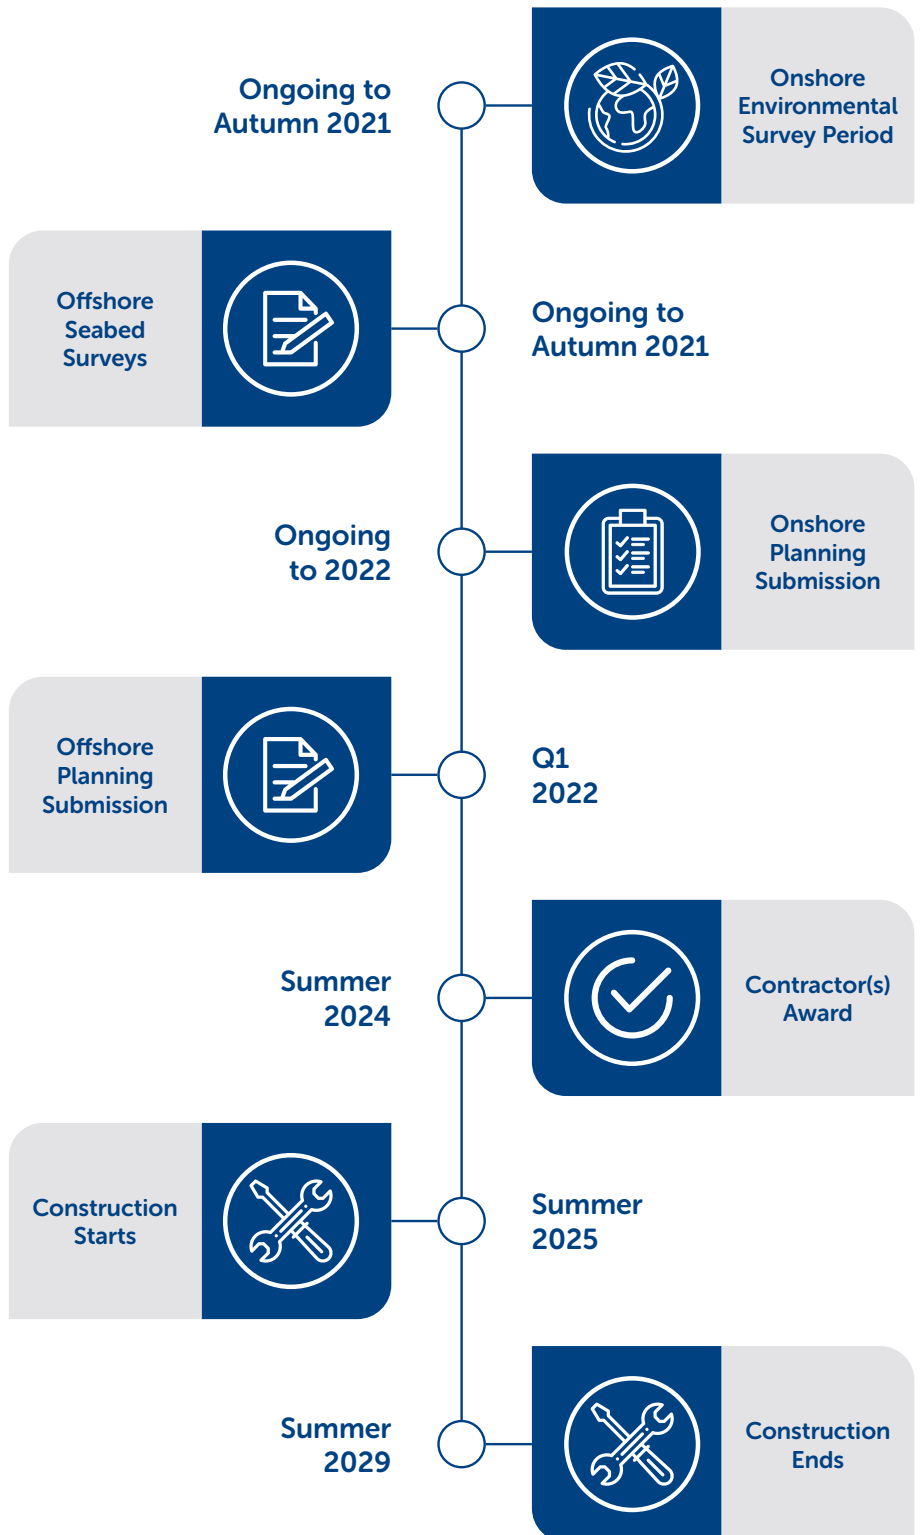 Ongoing to
Autumn 2021
Onshore
Environmental
Survey Period
Offshore
Seabed
Surveys
Ongoing to
Autumn 2021
Ongoing
to 2022
Onshore
Planning
Submission
Offshore
Planning
Submission
Q1
2022
Summer
2024
Contractor(s)
Award
Construction
Starts
Summer
2025
Summer
2029
Construction
Ends